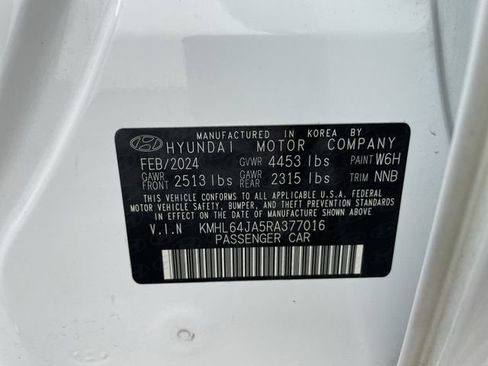 MANUFACTURED IN KOREA BY
HYUNDAI MOTOR COMPANY
FEB/2024 GVWR 4453 lbs PAINT W6H
GAWR FRONT 2513 lbs GAWR REAR 2315 lbs TRIM NNB
THIS VEHICLE CONFORMS TO ALL APPLICABLE U.S.A. FEDERAL
MOTOR VEHICLE SAFETY, BUMPER, AND THEFT PREVENTION
STANDARDS IN EFFECT ON THE DATE OF MANUFACTURE SHOWN ABOVE.
V.I.N KMHL64JA5RA377016
PASSENGER CAR